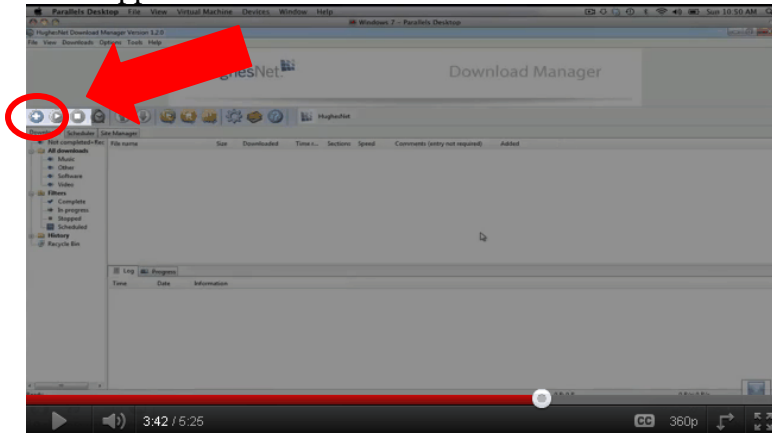 Parallels Desktop File View Virtual Machine Devices Window Help Sun 10:50 AM
Windows 7 - Parallels Desktop
HughesNet Download Manager Version 1.2.0
File View Downloads Options Tools Help
HughesNet. Download Manager
HughesNet
Downloads Scheduler Site Manager
Not completed+Rec File name Size Downloaded Time r... Sections Speed Comments (entry not required) Added
All downloads
Music
Other
Software
Video
Filters
Complete
In progress
Stopped
Scheduled
History
Recycle Bin
Log Progress
Time Date Information
3:42 / 5:25 CC 360p